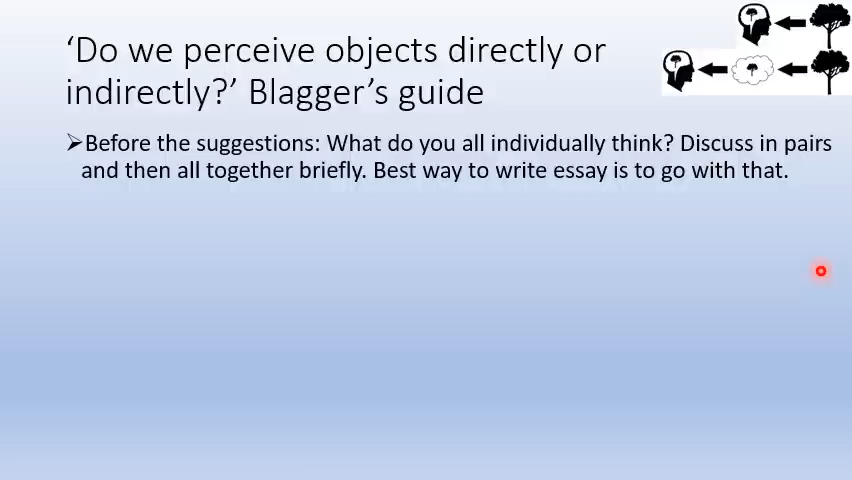 ‘Do we perceive objects directly or
indirectly?’ Blagger’s guide
➢Before the suggestions: What do you all individually think? Discuss in pairs
and then all together briefly. Best way to write essay is to go with that.